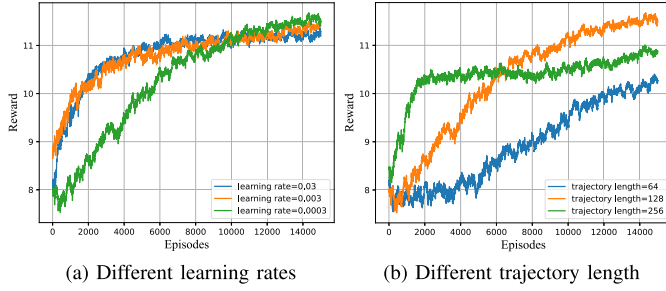 11
10
9
8
Reward
0 2000 4000 6000 8000 10000 12000 14000
Episodes
learning rate=0,03
learning rate=0,003
learning rate=0,0003
(a) Different learning rates
11
10
9
8
Reward
0 2000 4000 6000 8000 10000 12000 14000
Episodes
trajectory length=64
trajectory length=128
trajectory length=256
(b) Different trajectory length